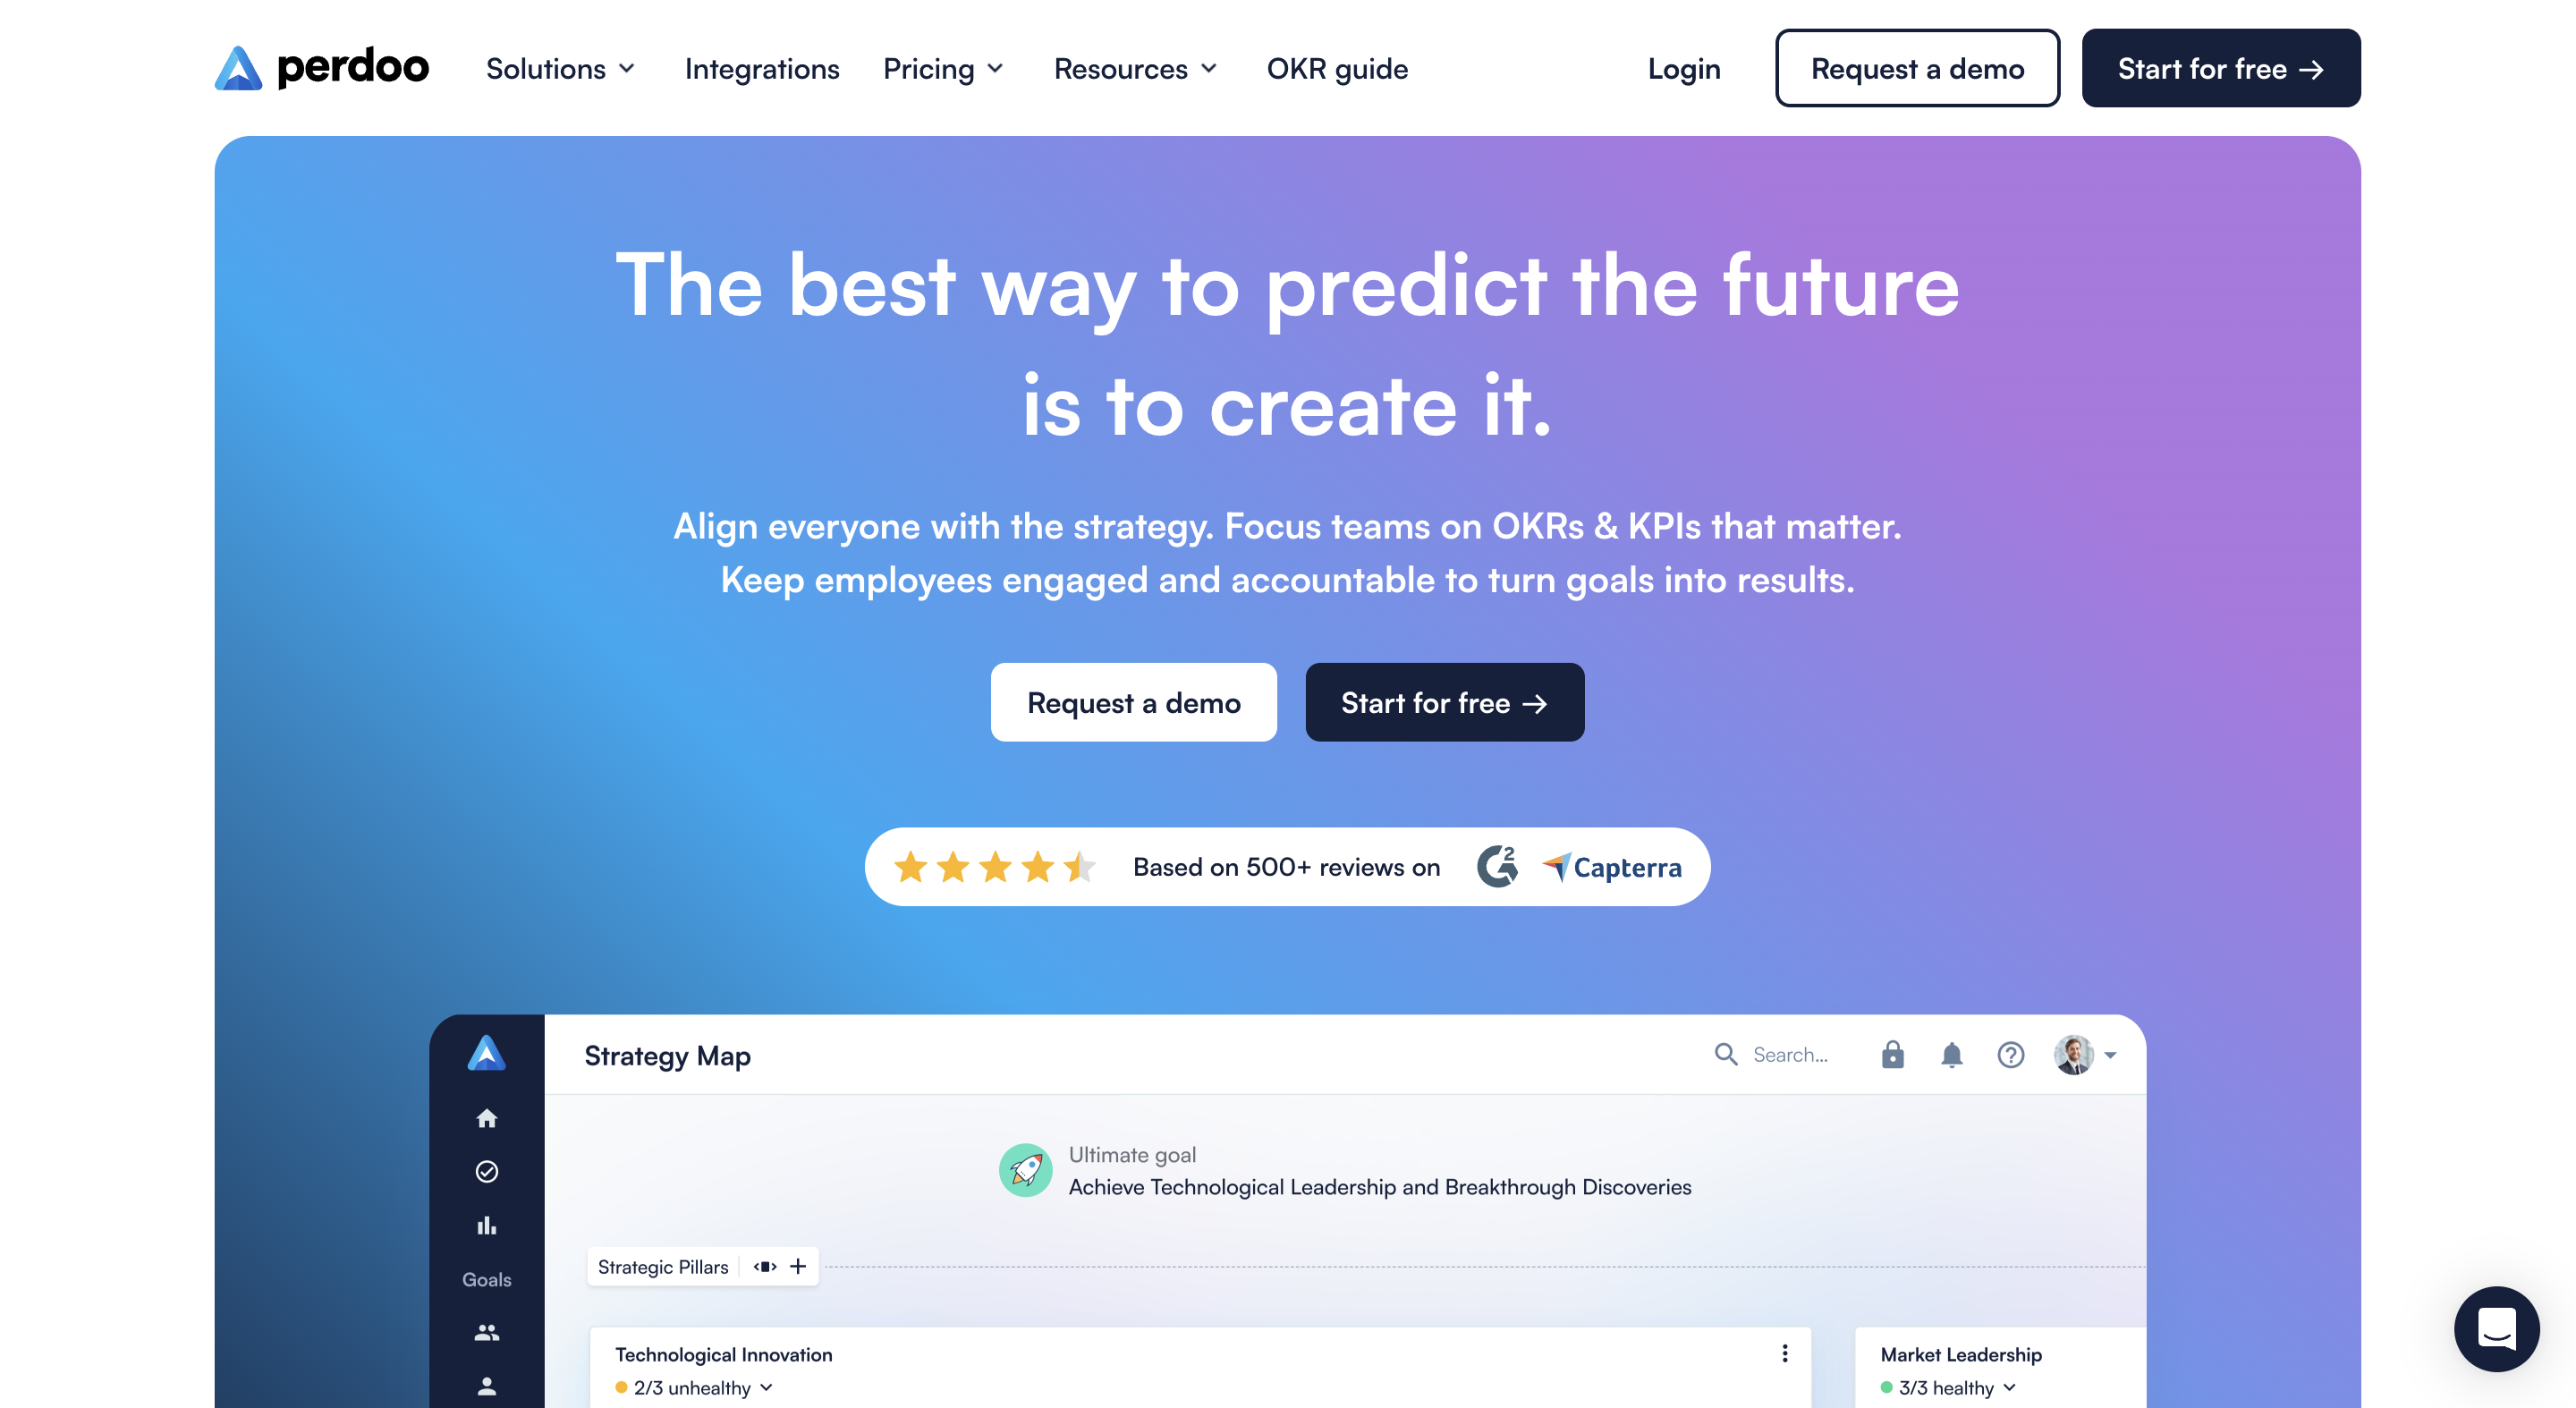 perdoo
Solutions
Integrations
Pricing
Resources
OKR guide
Login
Request a demo
Start for free →
The best way to predict the future
is to create it.
Align everyone with the strategy. Focus teams on OKRs & KPIs that matter.
Keep employees engaged and accountable to turn goals into results.
Request a demo
Start for free →
Based on 500+ reviews on
G2
Capterra
Strategy Map
Search...
Ultimate goal
Achieve Technological Leadership and Breakthrough Discoveries
Strategic Pillars
Goals
Technological Innovation
2/3 unhealthy
Market Leadership
3/3 healthy